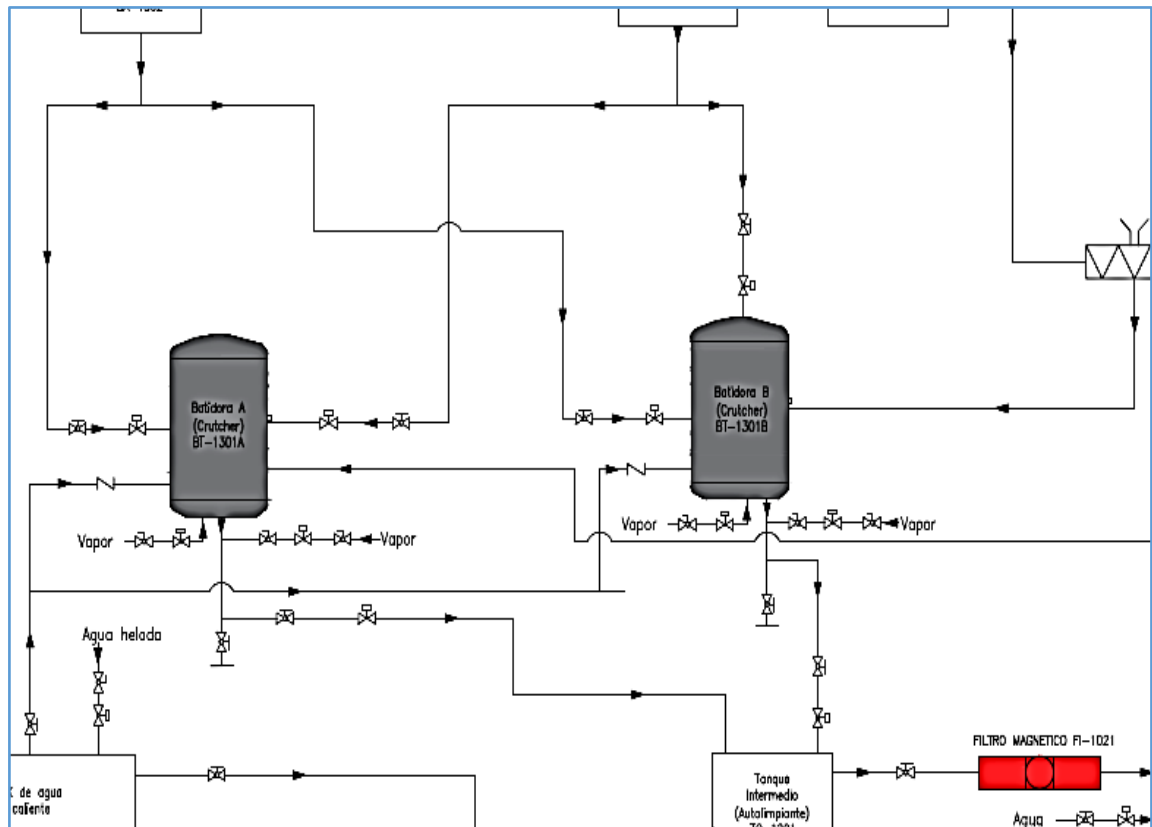 Batidora A
(Crutcher)
BT-1301A
Batidora B
(Crutcher)
BT-1301B
Vapor
Vapor
Vapor
Vapor
Agua helada
de agua
caliente
Tanque
Intermedio
(Autolimpiante)
FILTRO MAGNETICO FI-1021
Agua